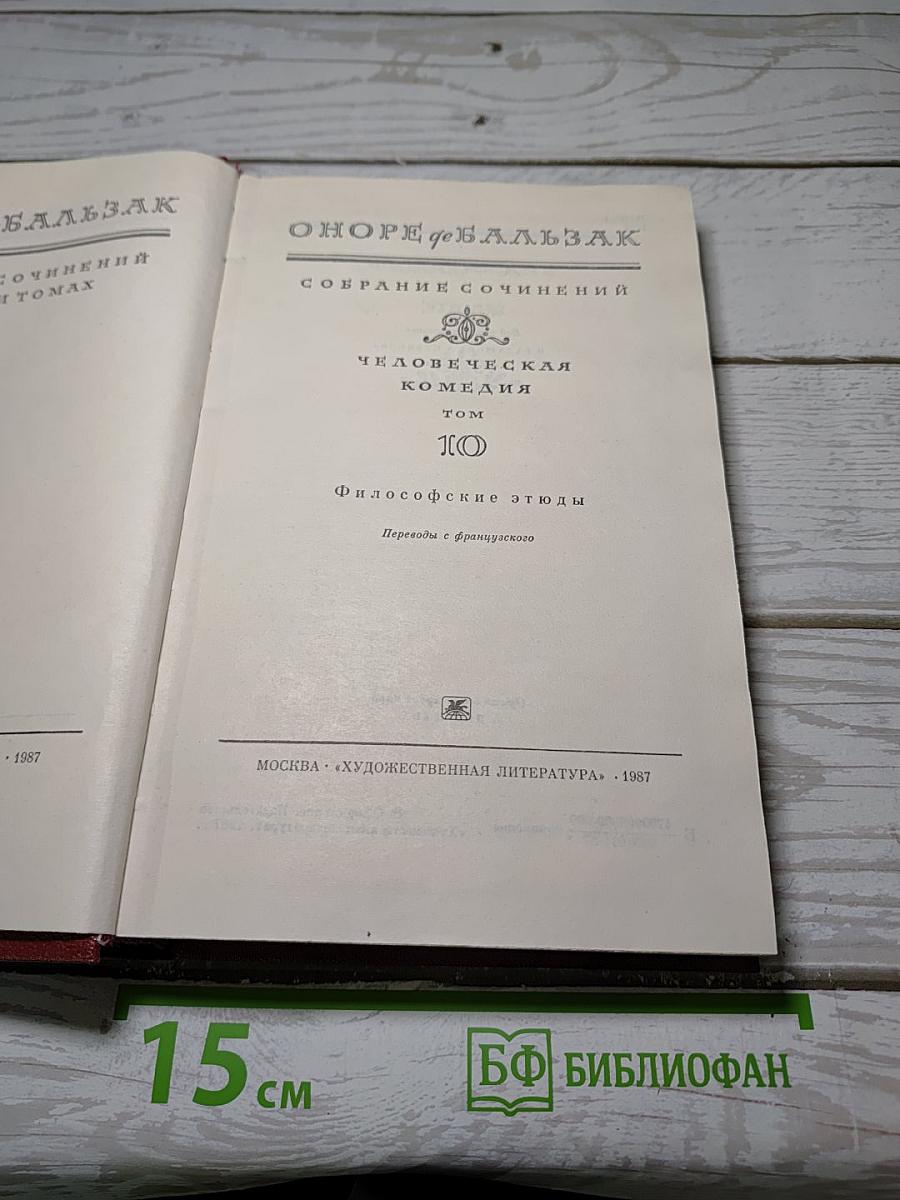 БАЛЬЗАК
СОЧИНЕНИЙ
ТОМАХ
· 1987
ОНОРЕ де БАЛЬЗАК
СОБРАНИЕ СОЧИНЕНИЙ
ЧЕЛОВЕЧЕСКАЯ
КОМЕДИЯ
ТОМ
10
Философские этюды
Переводы с французского
МОСКВА · «ХУДОЖЕСТВЕННАЯ ЛИТЕРАТУРА» · 1987
15 см
БФ БИБЛИОФАН